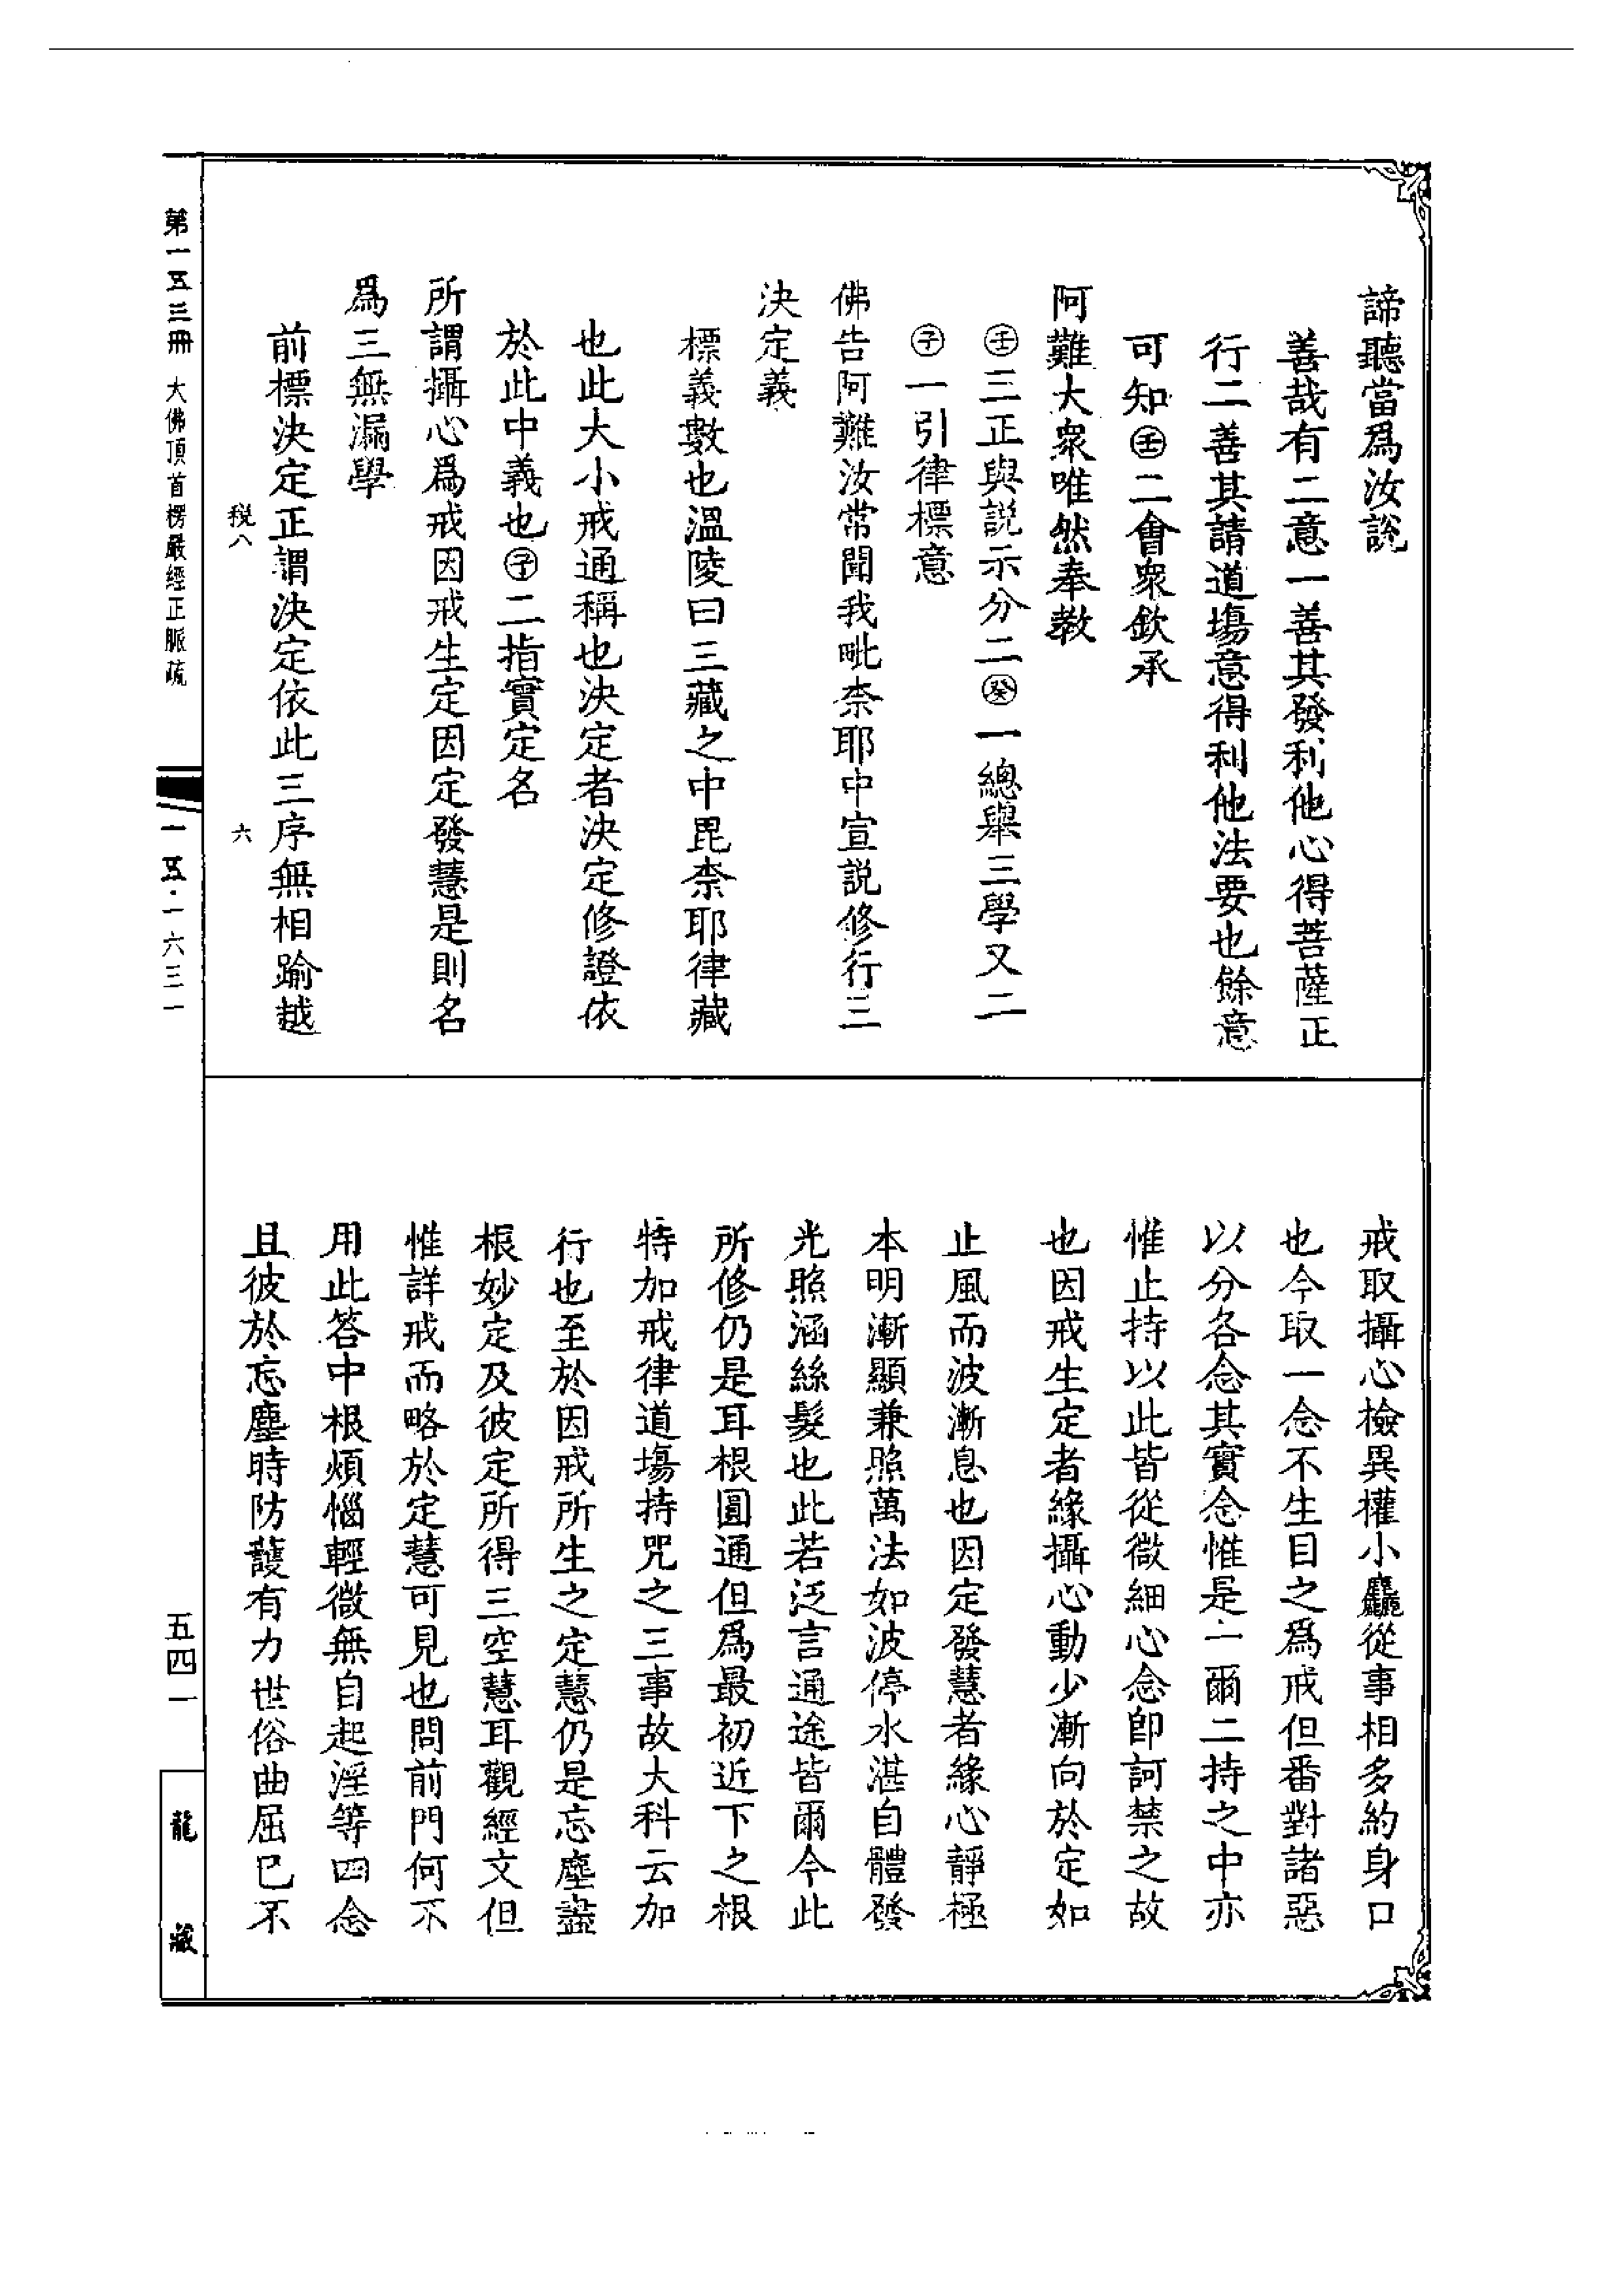 諦聽當爲汝説
善哉有二意一善其發利他心得菩薩正
行二善其請道塲意得利他法要也餘意
可知㊁二會衆欽承
阿難大衆唯然奉教
壬三正與説示分二癸一總舉三學又二
子一引律標意
佛告阿難汝常聞我毗奈耶中宣説修行三
決定義
標義數也溫陵曰三藏之中毘柰耶律藏
也此大小戒通稱也決定者決定修證依
於此中義也子二指實定名
所謂攝心爲戒因戒生定因定發慧是則名
爲三無漏學
前標決定正謂決定依此三序無相踰越
戒取攝心檢異權小麤從事相多約身口
也今取一念不生目之爲戒但番對諸惡
以分各念其實念惟是一爾二持之中亦
惟止持以此皆從微細心念卽訶禁之故
也因戒生定者緣攝心動少漸向於定如
止風而波漸息也因定發慧者緣心靜極
本明漸顯兼照萬法如波停水湛自體發
光照涵絲髮也此若泛言通途皆爾今此
所修仍是耳根圓通但爲最初近下之根
特加戒律道塲持咒之三事故大科云加
行也至於因戒所生之定慧仍是忘塵盡
根妙定及彼定所得三空慧耳觀經文但
惟詳戒而略於定慧可見也問前門何不
用此答中根煩惱輕微無自起淫等四念
且彼於忘塵時防護有力世俗曲屈已不
第一五三冊 大佛頂首楞嚴經正脈疏
一五·一六三一
税八
六
五四一
龍藏